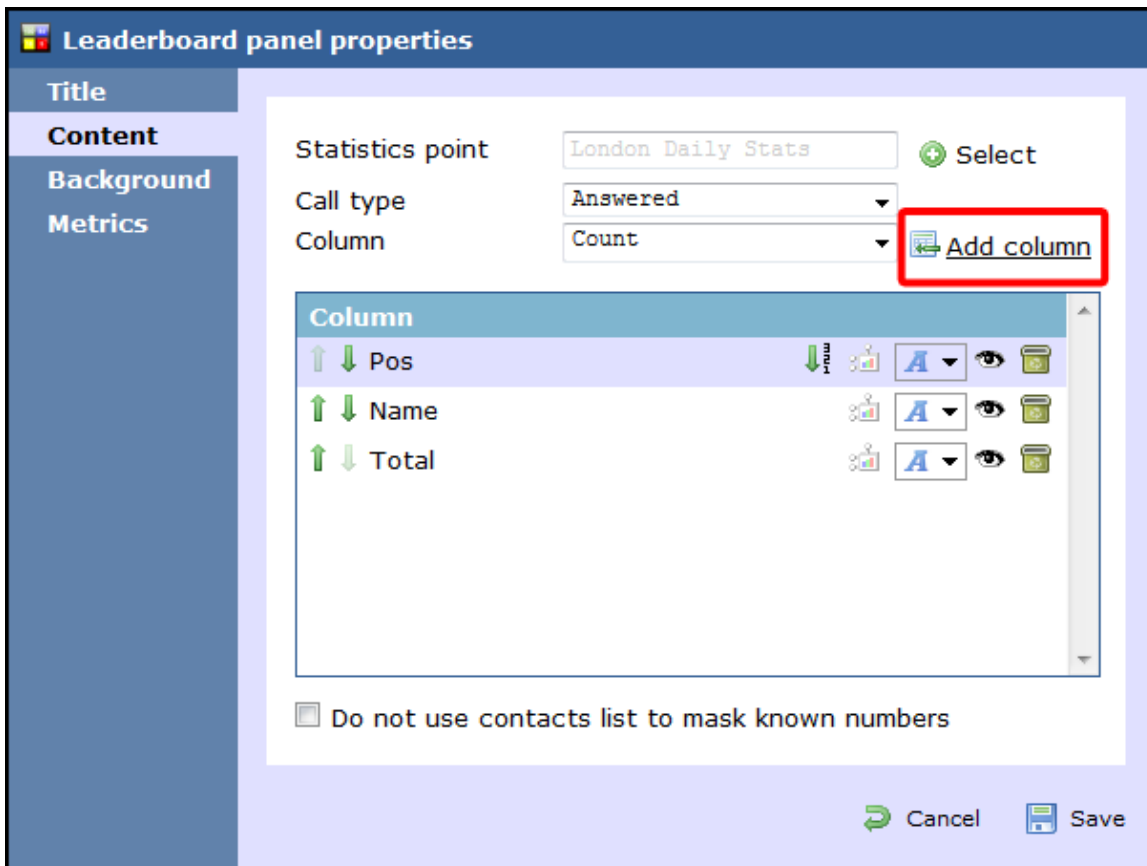 Leaderboard panel properties
Title
Content
Background
Metrics
Statistics point London Daily Stats Select
Call type Answered
Column Count Add column
Column
Pos 321 A
Name A
Total A
Do not use contacts list to mask known numbers
Cancel Save